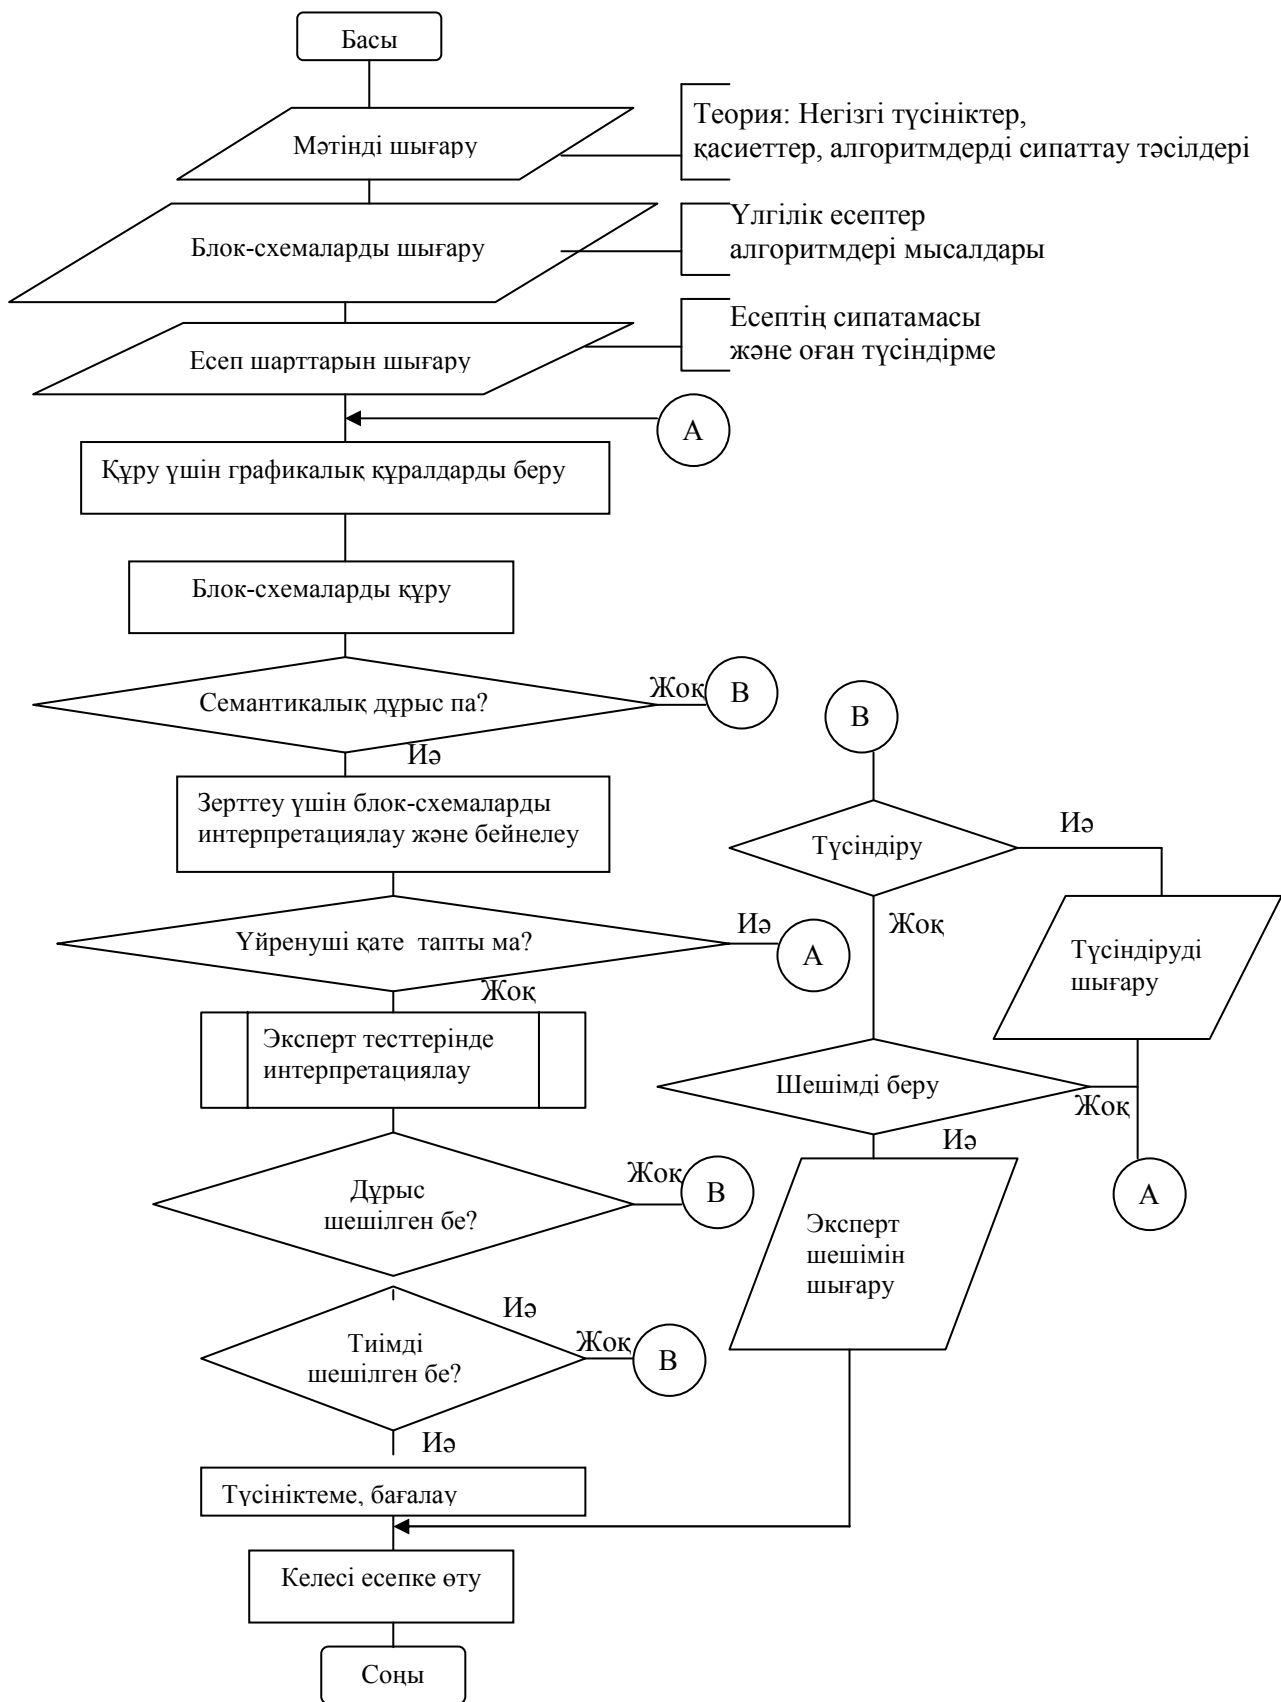 Басы
Мәтінді шығару
Теория: Негізгі түсініктер,
қасиеттер, алгоритмдерді сипаттау тәсілдері
Блок-схемаларды шығару
Үлгілік есептер
алгоритмдері мысалдары
Есеп шарттарын шығару
Есептің сипатамасы
және оған түсіндірме
А
Құру үшін графикалық құралдарды беру
Блок-схемаларды құру
Семантикалық дұрыс па?
Жоқ
В
Иә
Зерттеу үшін блок-схемаларды
интерпретациялау және бейнелеу
Үйренуші қате тапты ма?
Иә
А
Жоқ
Эксперт тесттерінде
интерпретациялау
Дұрыс
шешілген бе?
Жоқ
В
Иә
Тиімді
шешілген бе?
Жоқ
В
Иә
Түсініктеме, бағалау
Келесі есепке өту
Соңы
В
Түсіндіру
Иә
Жоқ
Түсіндіруді
шығару
Шешімді беру
Жоқ
Иә
А
Эксперт
шешімін
шығару